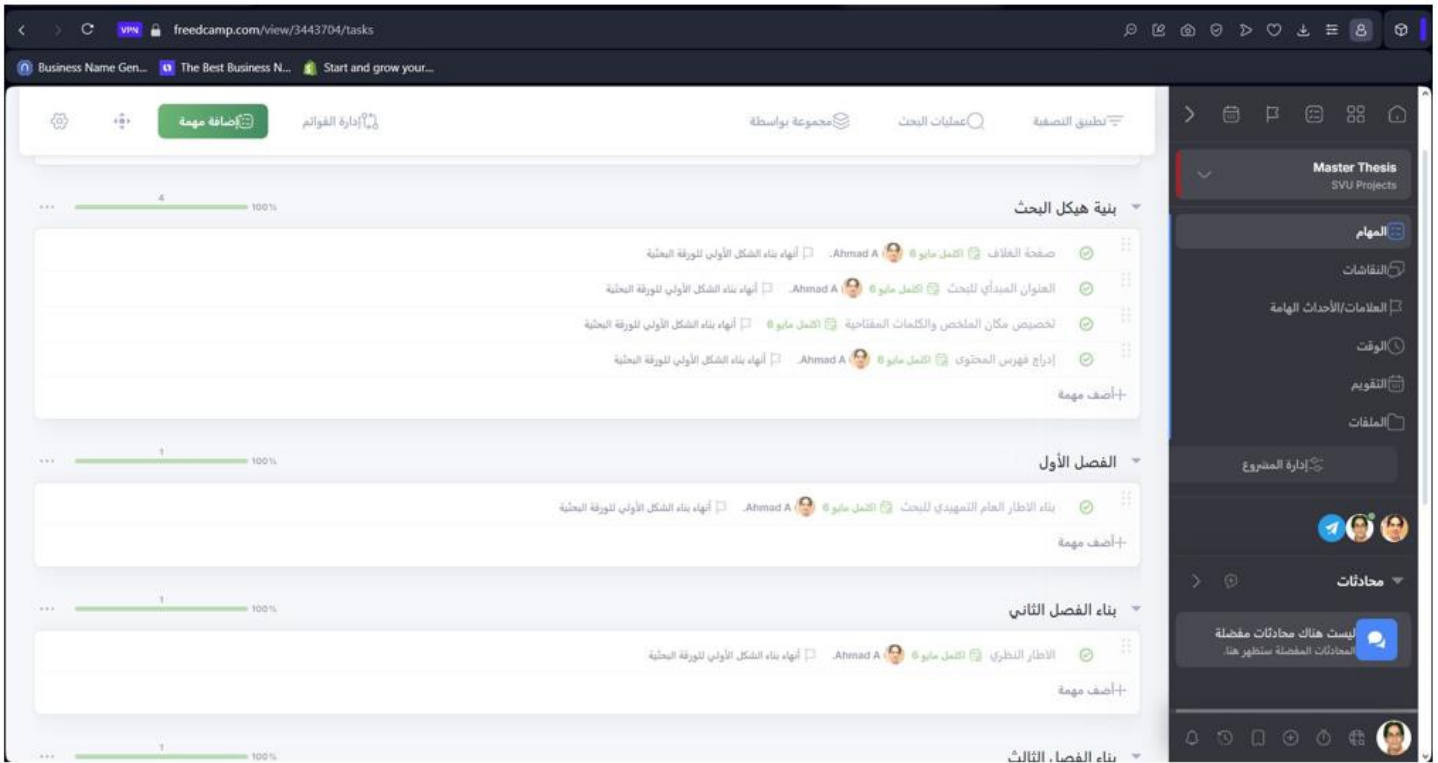 VPN freedcamp.com/view/3443704/tasks
Business Name Gen... The Best Business N... Start and grow your...
تطبيق التصفية
عمليات البحث
مجموعة بواسطة
إدارة القوائم
إضافة مهمة
بنية هيكل البحث
4
100%
صفحة الغلاف اكتمل مايو 6 Ahmad A. أنهاء بناء الشكل الأولي للورقة البحثية
العنوان المبدأي للبحث اكتمل مايو 6 Ahmad A. أنهاء بناء الشكل الأولي للورقة البحثية
تخصيص مكان الملخص والكلمات المفتاحية اكتمل مايو 6 أنهاء بناء الشكل الأولي للورقة البحثية
إدراج فهرس المحتوى اكتمل مايو 6 Ahmad A. أنهاء بناء الشكل الأولي للورقة البحثية
أضف مهمة
الفصل الأول
1
100%
بناء الاطار العام التمهيدي للبحث اكتمل مايو 6 Ahmad A. أنهاء بناء الشكل الأولي للورقة البحثية
أضف مهمة
بناء الفصل الثاني
1
100%
الاطار النظري اكتمل مايو 6 Ahmad A. أنهاء بناء الشكل الأولي للورقة البحثية
أضف مهمة
بناء الفصل الثالث
1
100%
Master Thesis
SVU Projects
المهام
النقاشات
العلامات/الأحداث الهامة
الوقت
التقويم
الملفات
إدارة المشروع
محادثات
ليست هناك محادثات مفضلة
المحادثات المفضلة ستظهر هنا.